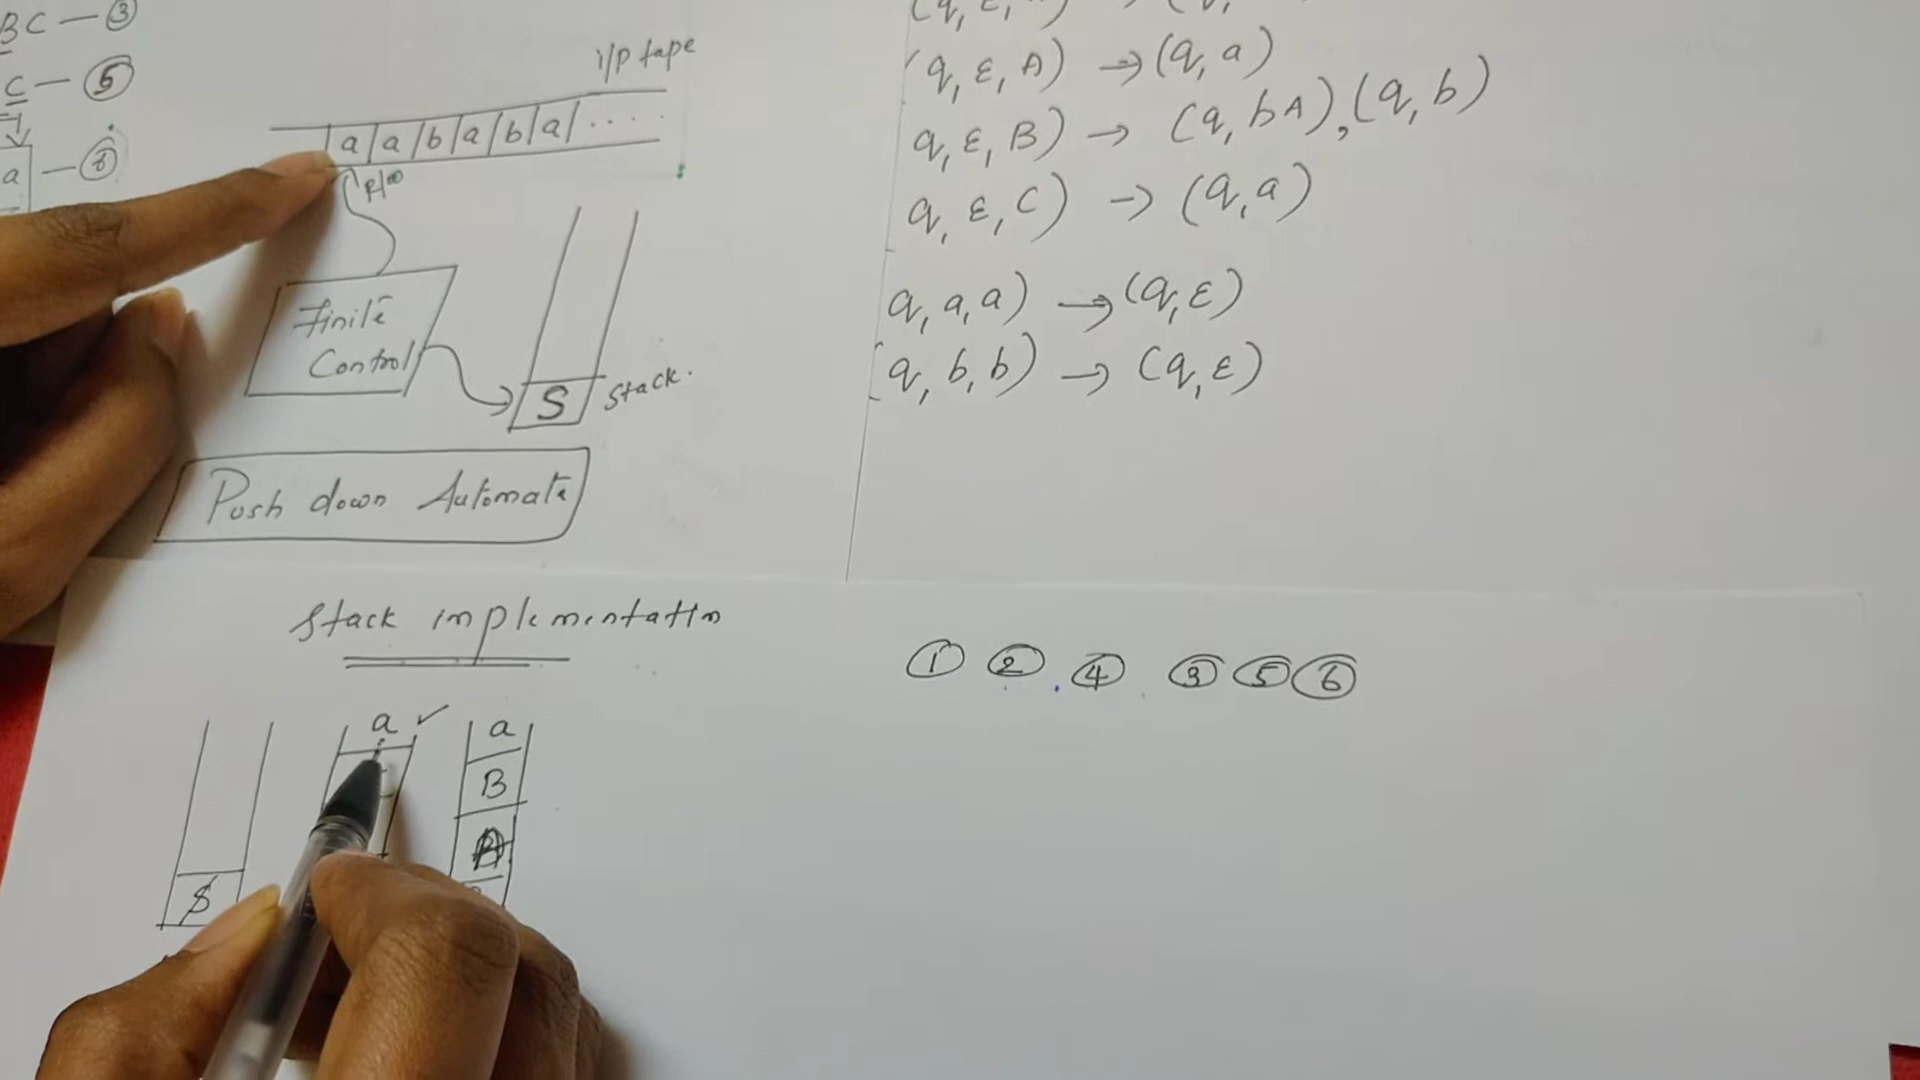 BC — ③
C — ⑤
a — ⑥
i/p tape
a a b a b a ....
Finite
Control
S
Stack.
Push down Automata
q, ε, A) → (q, a)
q, ε, B) → (q, bA), (q, b)
q, ε, C) → (q, a)
q, a, a) → (q, ε)
(q, b, b) → (q, ε)
Stack implementation
① ② ④ ③ ⑤ ⑥
a ✓ a
B
$